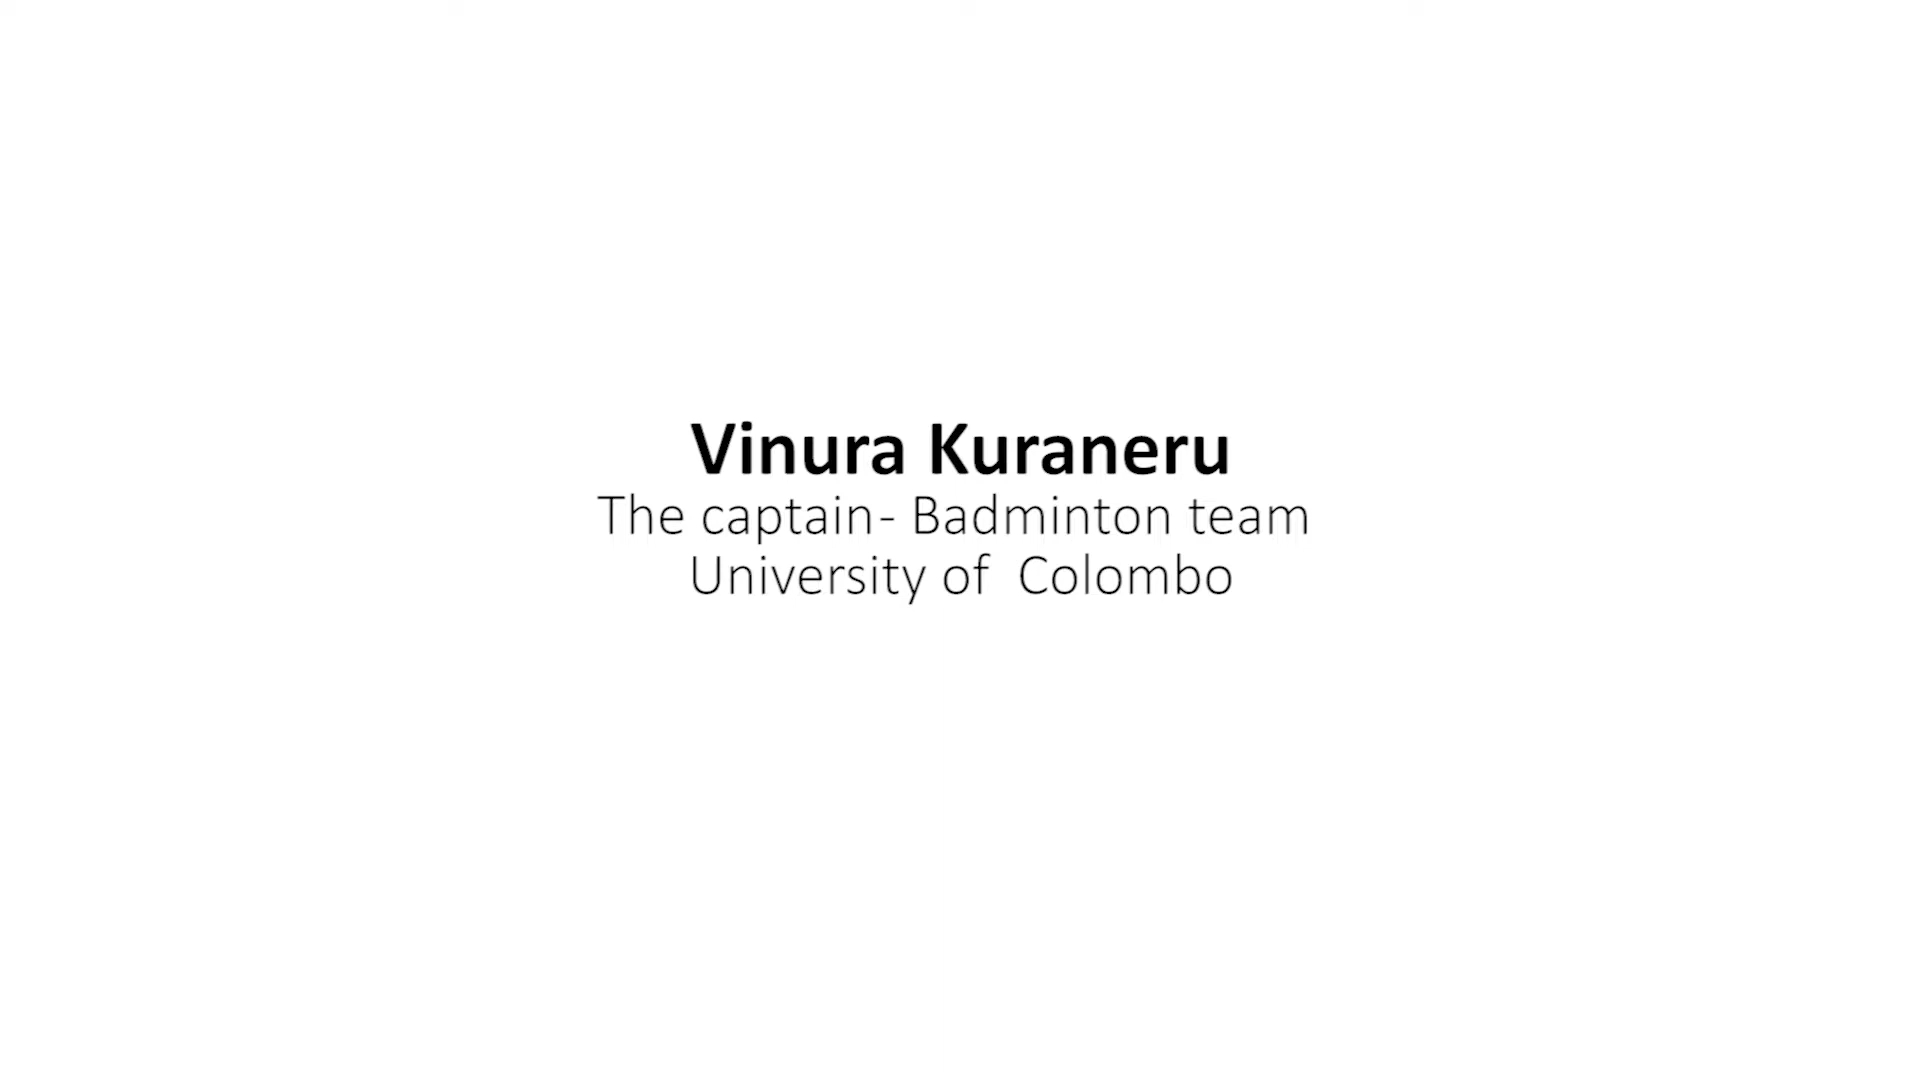 Vinura Kuraneru
The captain- Badminton team
University of Colombo